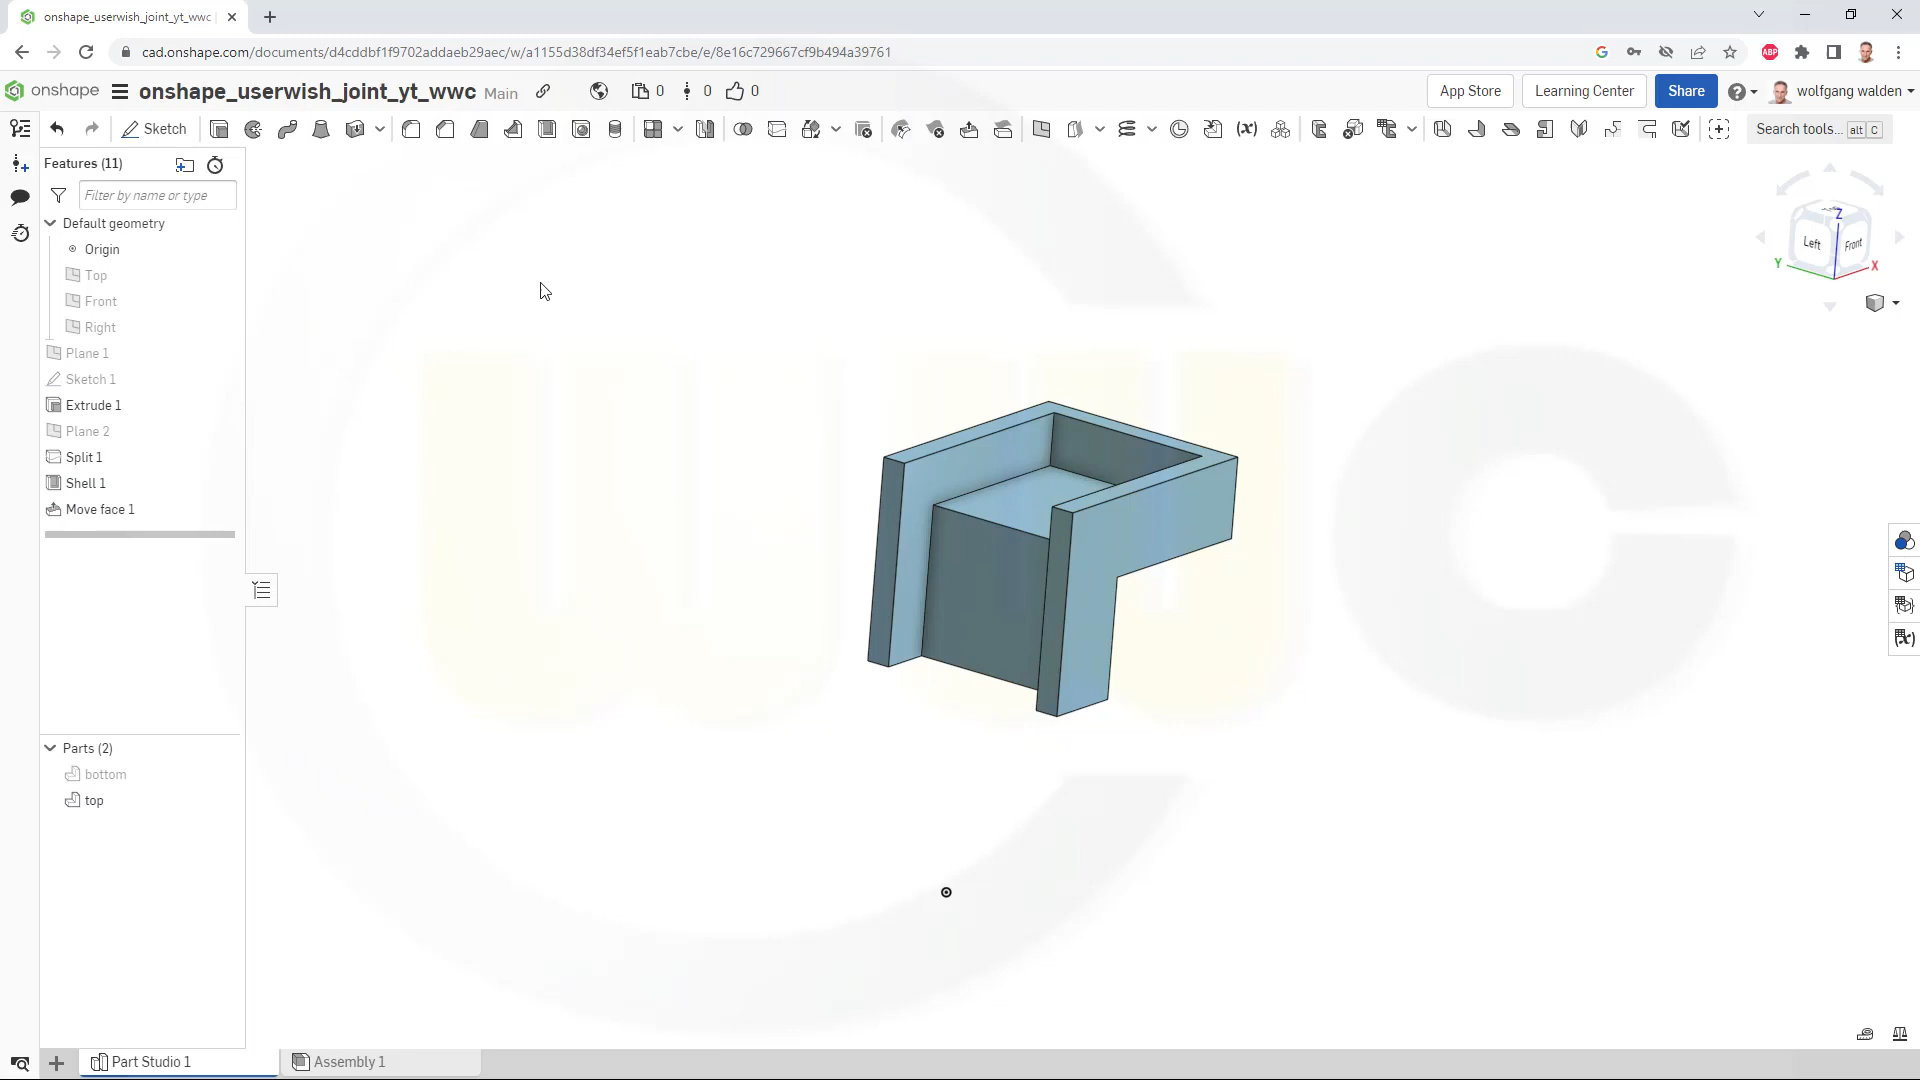 onshape_userwish_joint_yt_wwc
cad.onshape.com/documents/d4cddbf1f9702addaeb29aec/w/a1155d38df34ef5f1eab7cbe/e/8e16c729667cf9b494a39761
ABP
onshape
onshape_userwish_joint_yt_wwc Main
0 0 0
App Store
Learning Center
Share
wolfgang walden
Sketch
Search tools... alt C
Features (11)
Filter by name or type
Default geometry
Origin
Top
Front
Right
Plane 1
Sketch 1
Extrude 1
Plane 2
Split 1
Shell 1
Move face 1
Parts (2)
bottom
top
Z
Left
Front
Y
X
wwc
Part Studio 1
Assembly 1